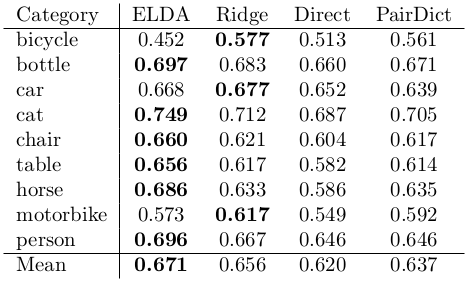 Category ELDA Ridge Direct PairDict
bicycle 0.452 0.577 0.513 0.561
bottle 0.697 0.683 0.660 0.671
car 0.668 0.677 0.652 0.639
cat 0.749 0.712 0.687 0.705
chair 0.660 0.621 0.604 0.617
table 0.656 0.617 0.582 0.614
horse 0.686 0.633 0.586 0.635
motorbike 0.573 0.617 0.549 0.592
person 0.696 0.667 0.646 0.646
Mean 0.671 0.656 0.620 0.637